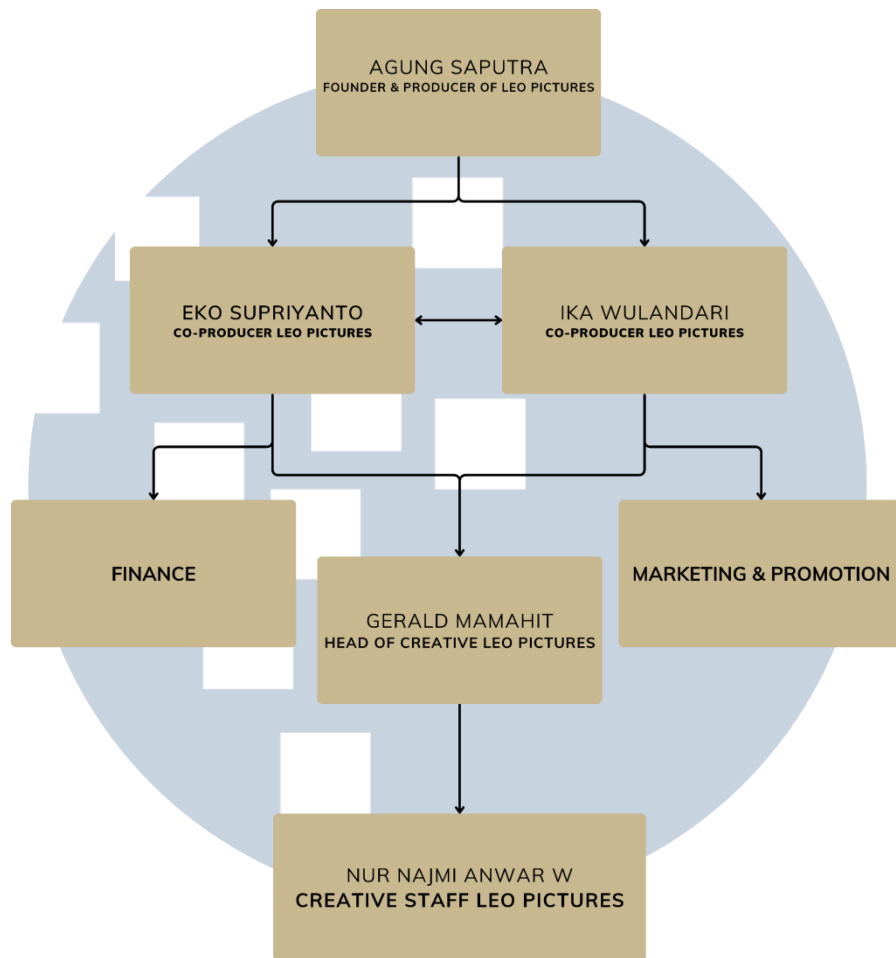 AGUNG SAPUTRA
FOUNDER & PRODUCER OF LEO PICTURES
EKO SUPRIYANTO
CO-PRODUCER LEO PICTURES
IKA WULANDARI
CO-PRODUCER LEO PICTURES
FINANCE
MARKETING & PROMOTION
GERALD MAMAHIT
HEAD OF CREATIVE LEO PICTURES
NUR NAJMI ANWAR W
CREATIVE STAFF LEO PICTURES